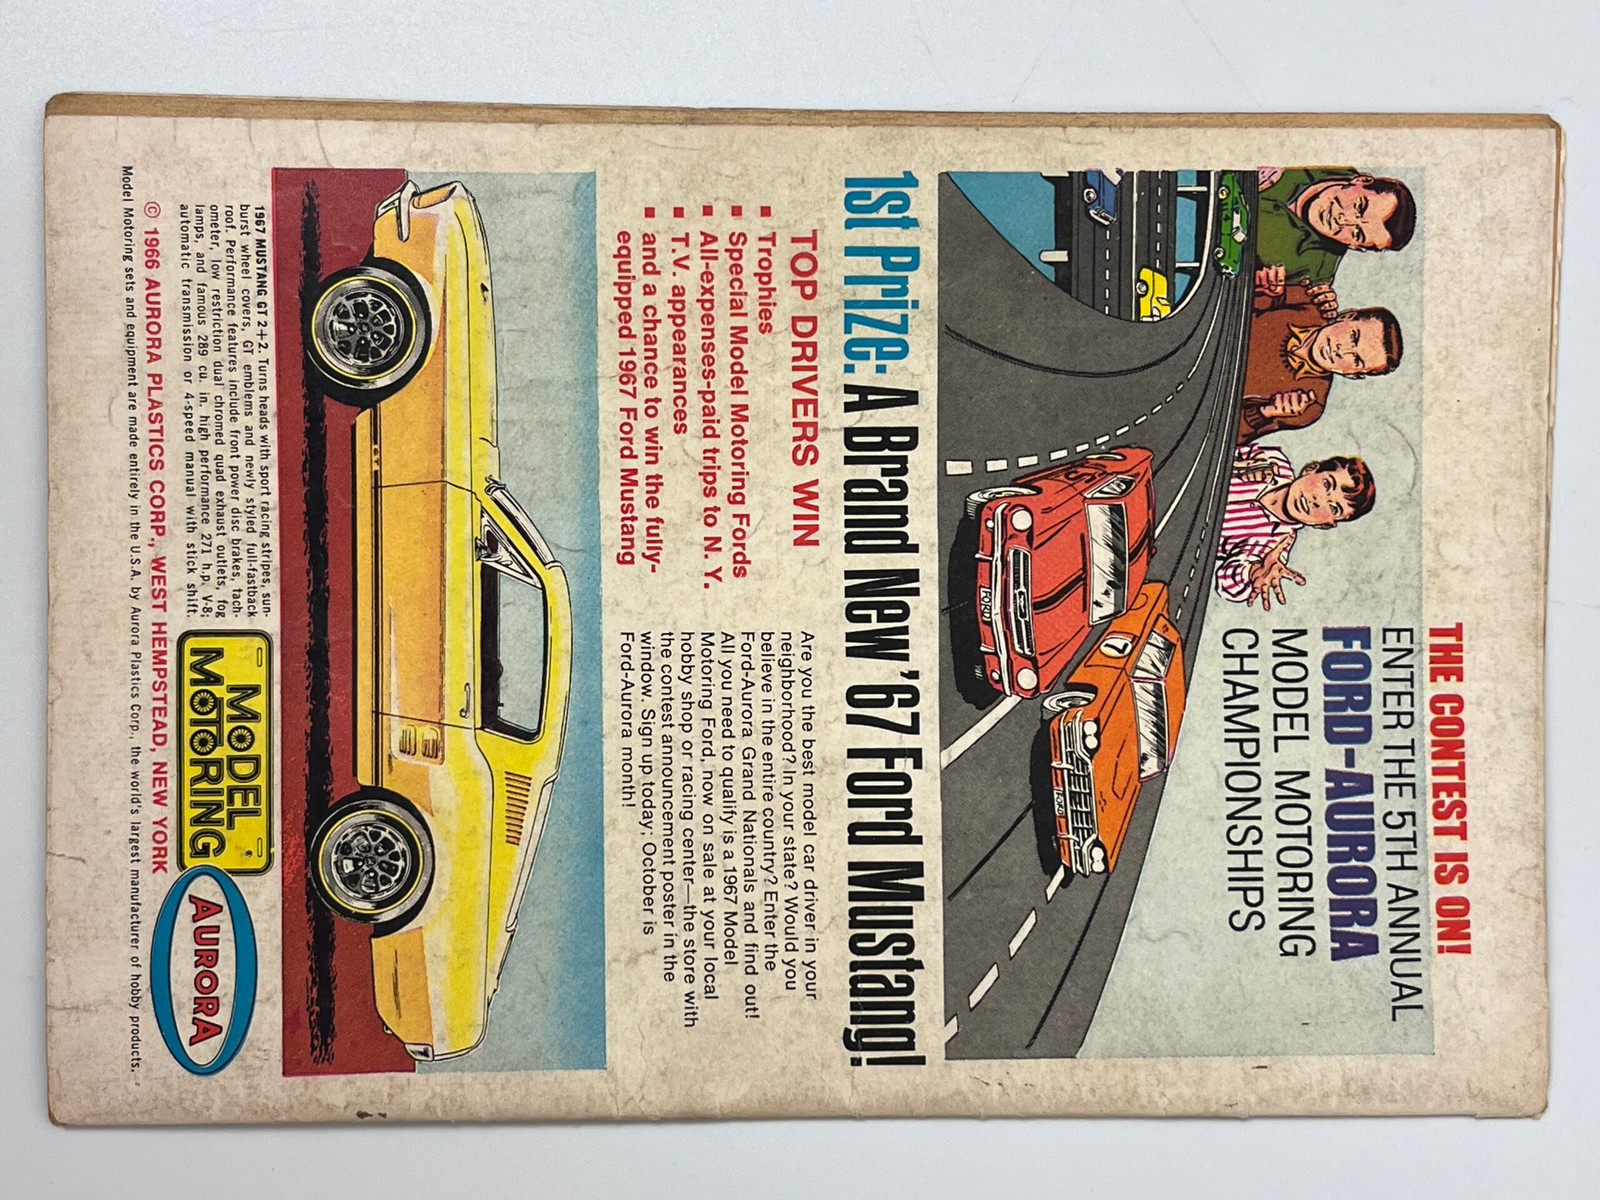 THE CONTEST IS ON!
ENTER THE 5TH ANNUAL
FORD-AURORA
MODEL MOTORING
CHAMPIONSHIPS
7
FORD
FORD
1st Prize: A Brand New '67 Ford Mustang!
TOP DRIVERS WIN
■ Trophies
■ Special Model Motoring Fords
■ All-expenses-paid trips to N. Y.
■ T.V. appearances
■ and a chance to win the fully-
equipped 1967 Ford Mustang
Are you the best model car driver in your
neighborhood? In your state? Would you
believe in the entire country? Enter the
Ford-Aurora Grand Nationals and find out!
All you need to qualify is a 1967 Model
Motoring Ford, now on sale at your local
hobby shop or racing center—the store with
the contest announcement poster in the
window. Sign up today; October is
Ford-Aurora month!
1967 MUSTANG GT 2+2. Turns heads with sport racing stripes, sun-
burst wheel covers, GT emblems and newly styled full-fastback
roof. Performance features include front power disc brakes, tach-
ometer, low restriction dual chromed quad exhaust outlets, fog
lamps, and famous 289 cu. in. high performance 271 h.p. V-8;
automatic transmission or 4-speed manual with stick shift.
MODEL
MOTORING
AURORA
© 1966 AURORA PLASTICS CORP., WEST HEMPSTEAD, NEW YORK
Model Motoring sets and equipment are made entirely in the U.S.A. by Aurora Plastics Corp., the world's largest manufacturer of hobby products.